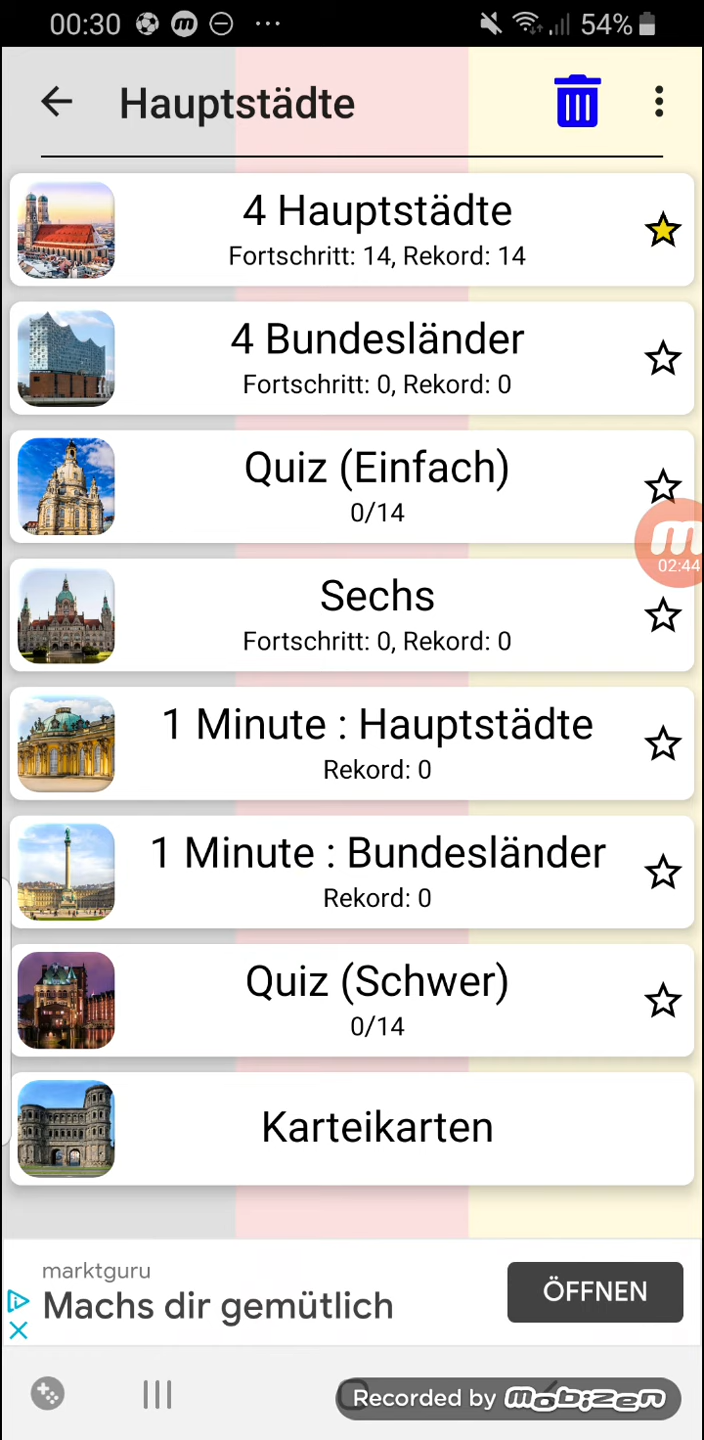 00:30 54%
Hauptstädte
4 Hauptstädte
Fortschritt: 14, Rekord: 14
4 Bundesländer
Fortschritt: 0, Rekord: 0
Quiz (Einfach)
0/14
02:44
Sechs
Fortschritt: 0, Rekord: 0
1 Minute : Hauptstädte
Rekord: 0
1 Minute : Bundesländer
Rekord: 0
Quiz (Schwer)
0/14
Karteikarten
marktguru
Machs dir gemütlich
ÖFFNEN
Recorded by mobizen